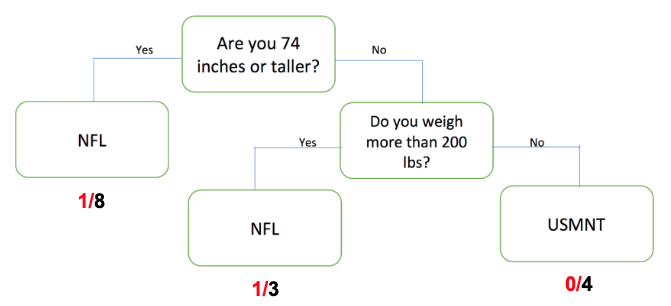 Yes
Are you 74
inches or taller?
No
NFL
1/8
Yes
Do you weigh
more than 200
lbs?
No
NFL
1/3
USMNT
0/4